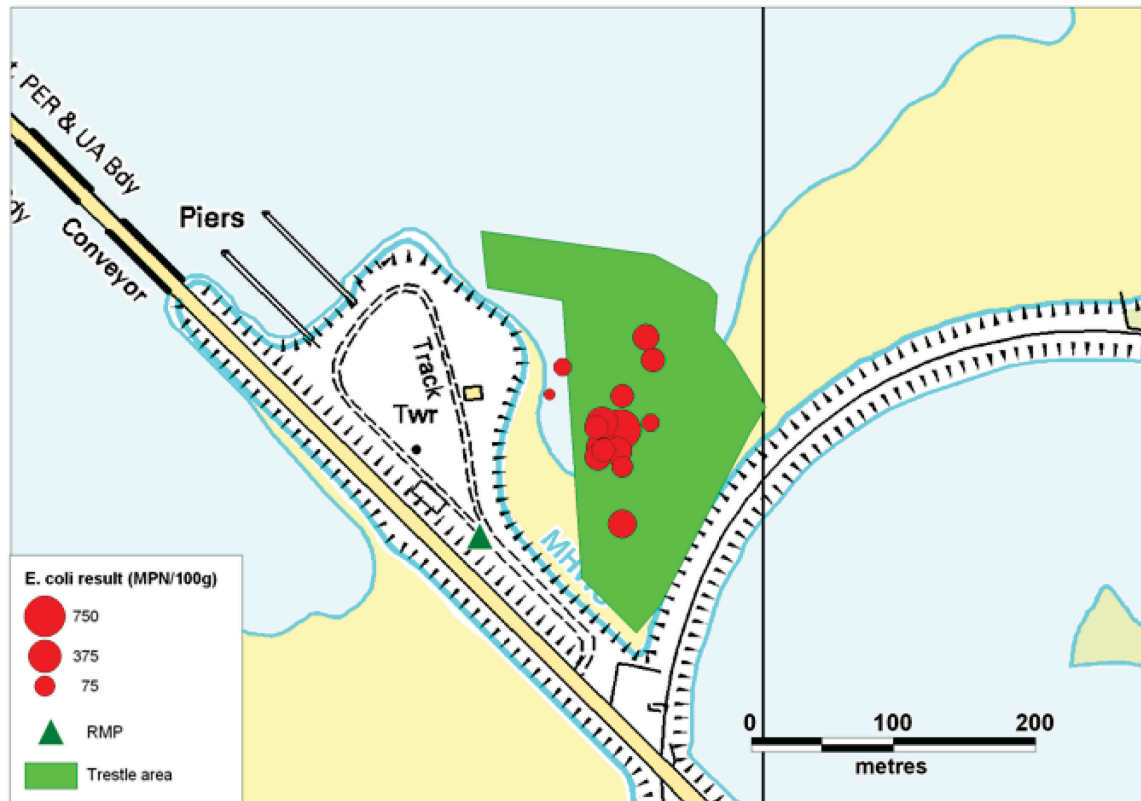 PER & UA Bdy
dy
Conveyor
Piers
Track
Twr
E. coli result (MPN/100g)
750
375
75
RMP
Trestle area
0 100 200
metres